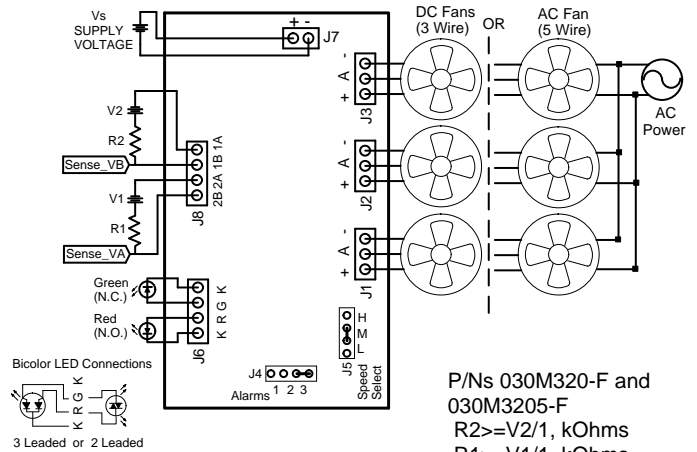 Vs
SUPPLY
VOLTAGE
+ -
J7
DC Fans
(3 Wire)
OR
AC Fan
(5 Wire)
AC
Power
- A +
J3
V2
R2
Sense_VB
V1
R1
Sense_VA
2B 2A 1B 1A
J8
- A +
J2
- A +
J1
Green
(N.C.)
Red
(N.O.)
K R G K
J6
H
M
L
J5
Speed
Select
J4
Alarms 1 2 3
Bicolor LED Connections
K R G K
3 Leaded or 2 Leaded
P/Ns 030M320-F and
030M3205-F
R2>=V2/1, kOhms